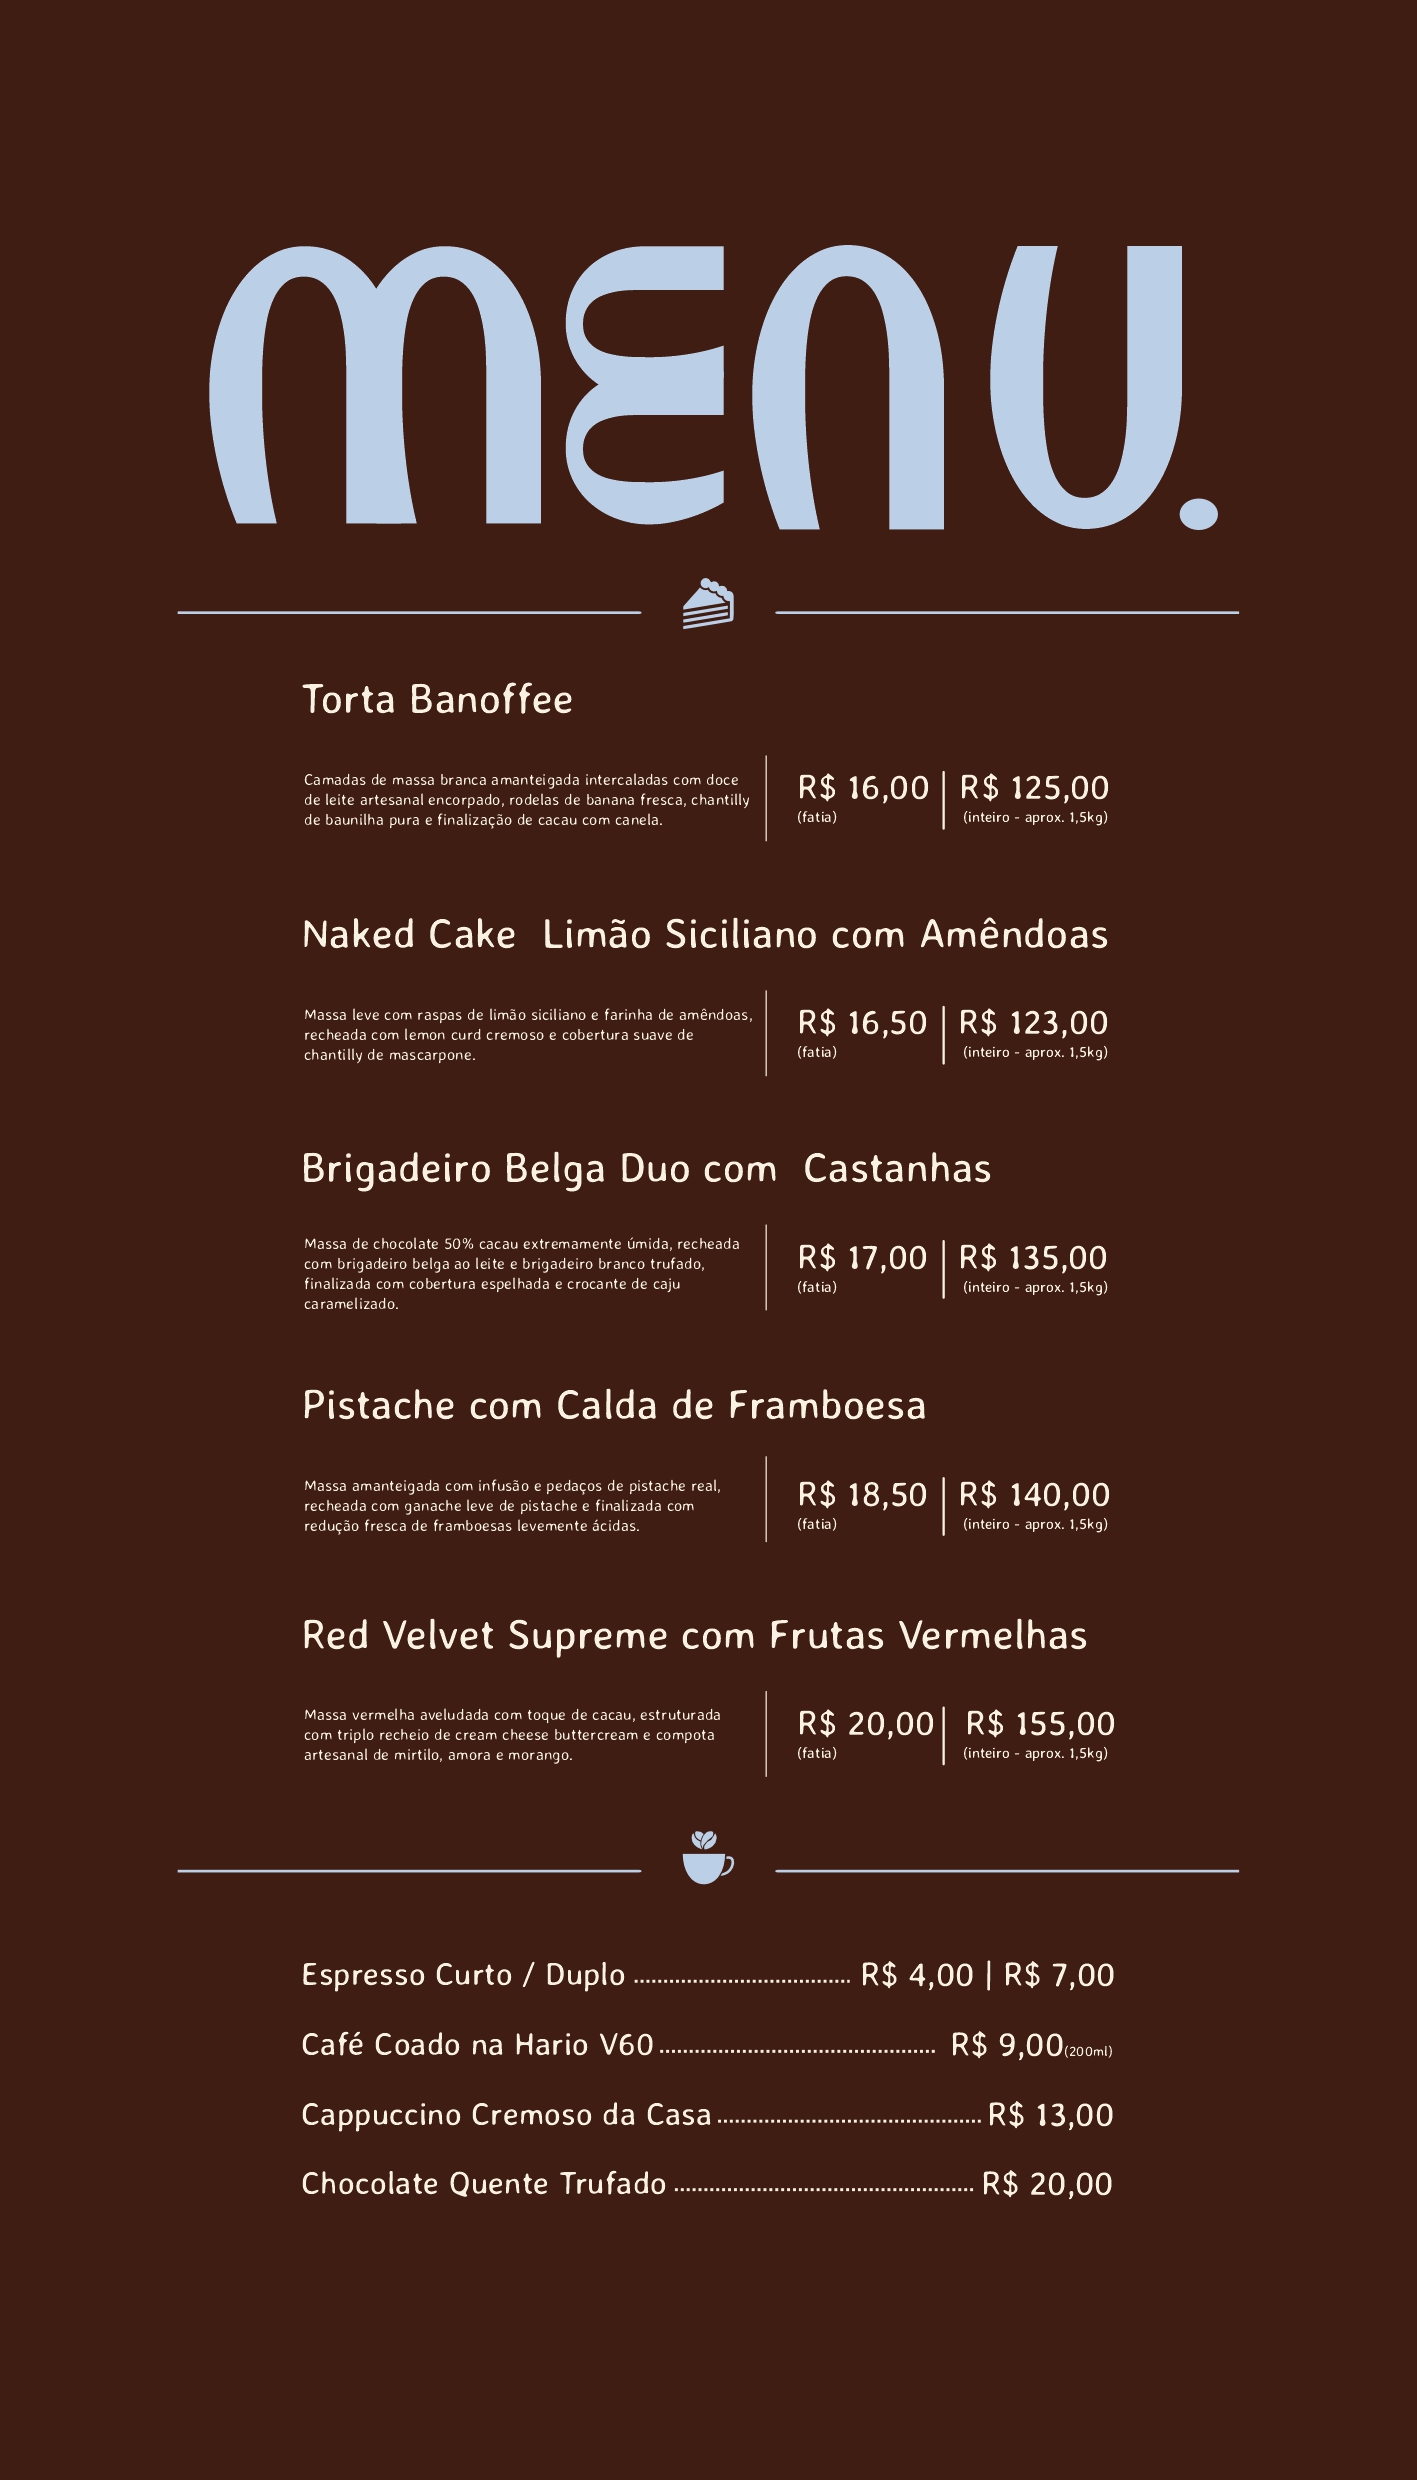 MENU.
Torta Banoffee
Camadas de massa branca amanteigada intercaladas com doce
de leite artesanal encorpado, rodelas de banana fresca, chantilly
de baunilha pura e finalização de cacau com canela.
R$ 16,00 | R$ 125,00
(fatia) (inteiro - aprox. 1,5kg)
Naked Cake  Limão Siciliano com Amêndoas
Massa leve com raspas de limão siciliano e farinha de amêndoas,
recheada com lemon curd cremoso e cobertura suave de
chantilly de mascarpone.
R$ 16,50 | R$ 123,00
(fatia) (inteiro - aprox. 1,5kg)
Brigadeiro Belga Duo com  Castanhas
Massa de chocolate 50% cacau extremamente úmida, recheada
com brigadeiro belga ao leite e brigadeiro branco trufado,
finalizada com cobertura espelhada e crocante de caju
caramelizado.
R$ 17,00 | R$ 135,00
(fatia) (inteiro - aprox. 1,5kg)
Pistache com Calda de Framboesa
Massa amanteigada com infusão e pedaços de pistache real,
recheada com ganache leve de pistache e finalizada com
redução fresca de framboesas levemente ácidas.
R$ 18,50 | R$ 140,00
(fatia) (inteiro - aprox. 1,5kg)
Red Velvet Supreme com Frutas Vermelhas
Massa vermelha aveludada com toque de cacau, estruturada
com triplo recheio de cream cheese buttercream e compota
artesanal de mirtilo, amora e morango.
R$ 20,00 | R$ 155,00
(fatia) (inteiro - aprox. 1,5kg)
Espresso Curto / Duplo .................................... R$ 4,00 | R$ 7,00
Café Coado na Hario V60 .............................................. R$ 9,00(200ml)
Cappuccino Cremoso da Casa ............................................ R$ 13,00
Chocolate Quente Trufado .................................................. R$ 20,00